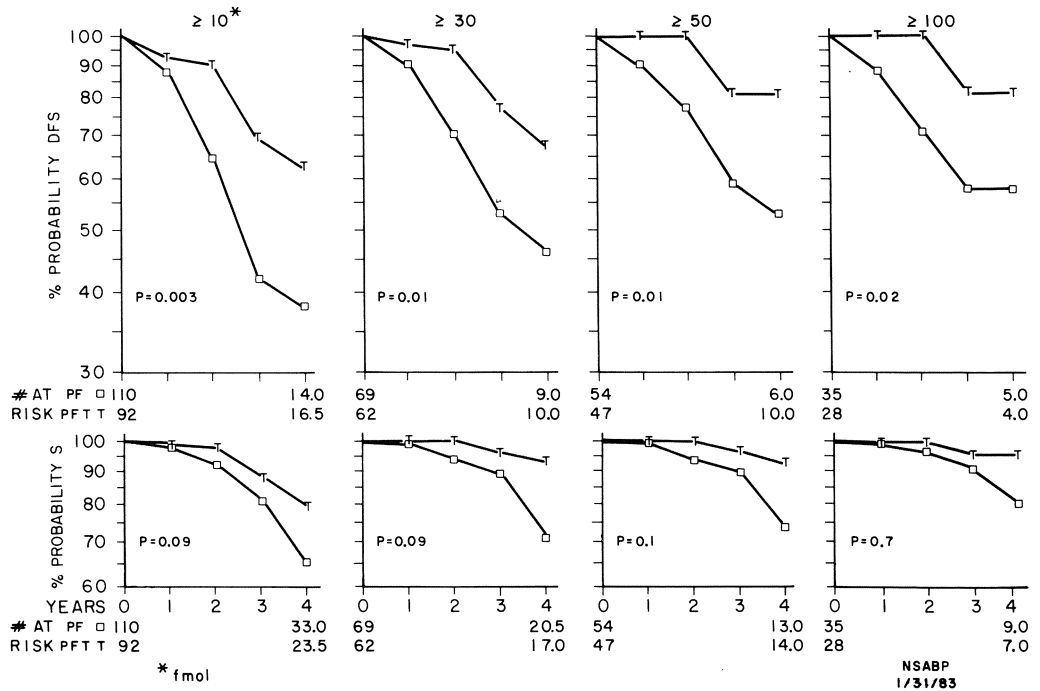 ≥ 10* ≥ 30 ≥ 50 ≥ 100
% PROBABILITY DFS
100 90 80 70 60 50 40 30
P=0.003 P=0.01 P=0.01 P=0.02
# AT PF □ 110 14.0 69 9.0 54 6.0 35 5.0
RISK PFT T 92 16.5 62 10.0 47 10.0 28 4.0
% PROBABILITY S
100 90 80 70 60
P=0.09 P=0.09 P=0.1 P=0.7
YEARS 0 1 2 3 4 0 1 2 3 4 0 1 2 3 4 0 1 2 3 4
# AT PF □ 110 33.0 69 20.5 54 13.0 35 9.0
RISK PFT T 92 23.5 62 17.0 47 14.0 28 7.0
* fmol
NSABP
1/31/83